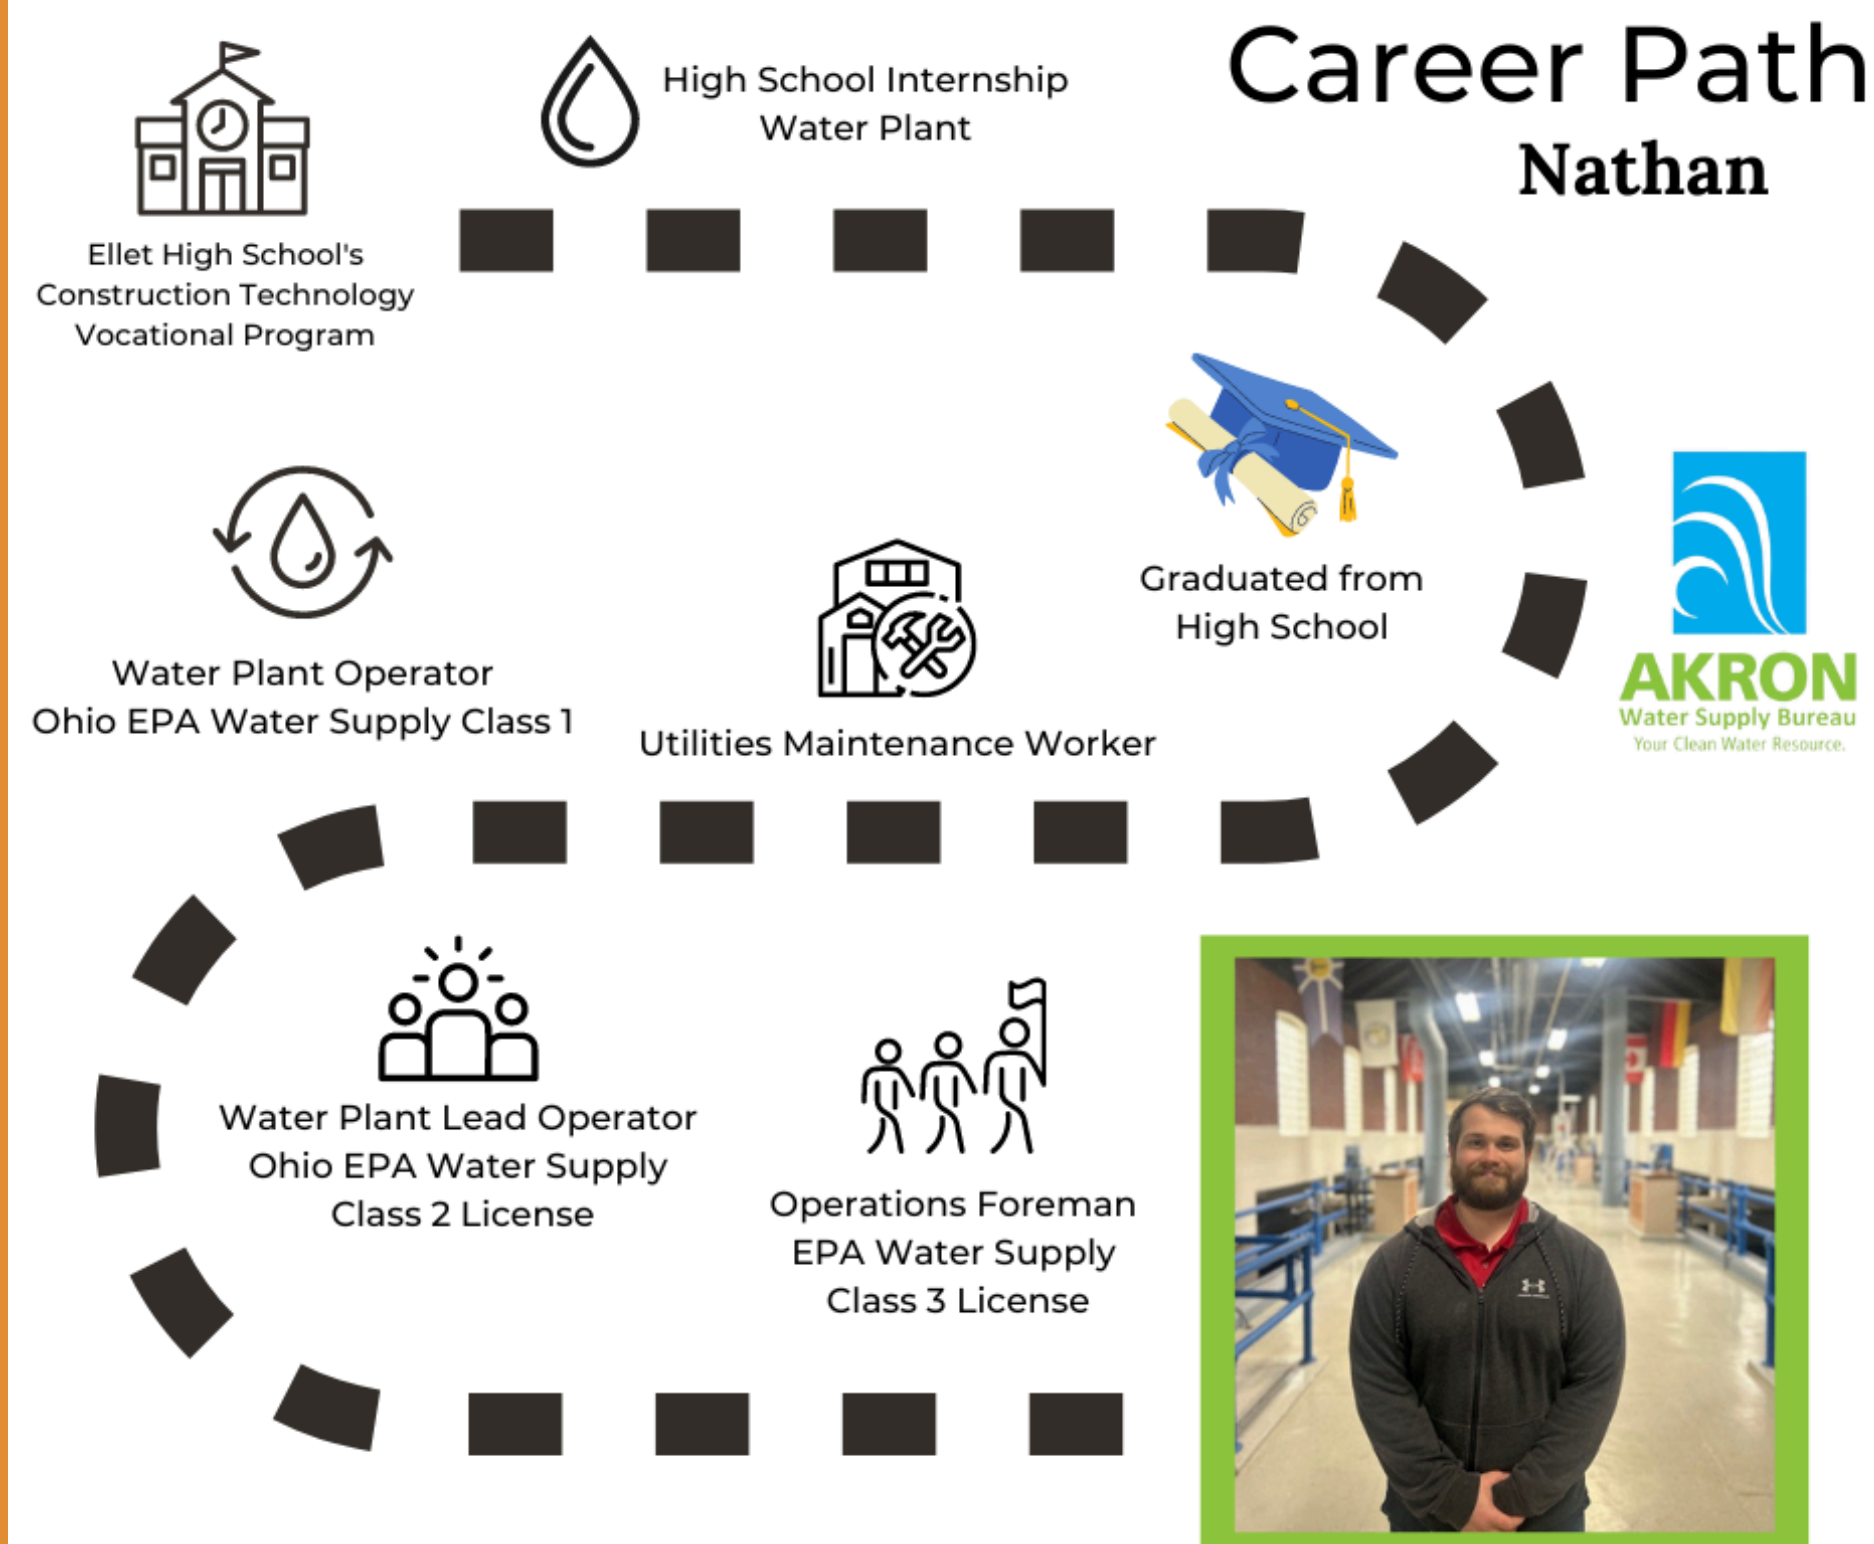 Career Path
Nathan
Ellet High School's
Construction Technology
Vocational Program
High School Internship
Water Plant
Graduated from
High School
AKRON
Water Supply Bureau
Your Clean Water Resource.
Utilities Maintenance Worker
Water Plant Operator
Ohio EPA Water Supply Class 1
Water Plant Lead Operator
Ohio EPA Water Supply
Class 2 License
Operations Foreman
EPA Water Supply
Class 3 License